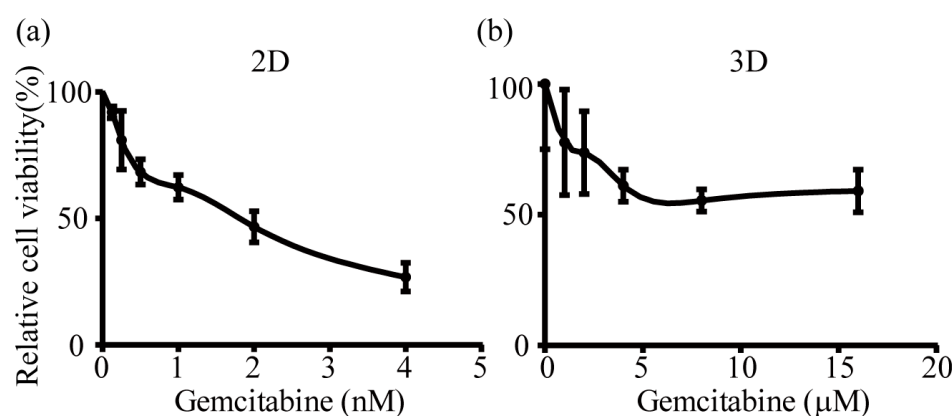 (a)
2D
Relative cell viability(%)
100
50
0
0 1 2 3 4 5
Gemcitabine (nM)
(b)
3D
100
50
0
0 5 10 15 20
Gemcitabine (μM)